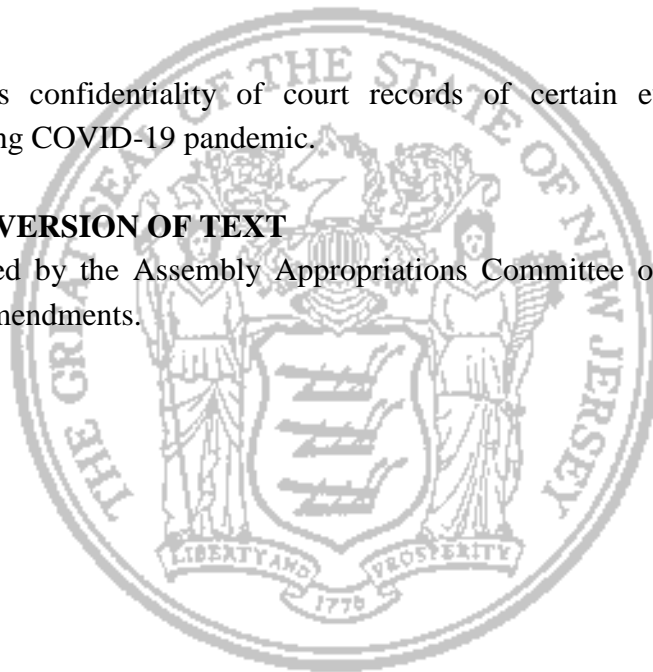 s confidentiality of court records of certain e
ng COVID-19 pandemic.
VERSION OF TEXT
ed by the Assembly Appropriations Committee o
mendments.
THE GREAT SEAL OF THE STATE OF NEW JERSEY
LIBERTY AND PROSPERITY
1776